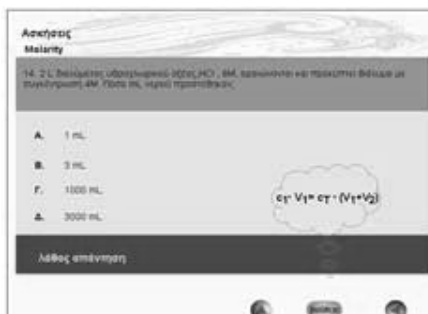 Ασκήσεις
Molarity
14. 2 L διαλύματος υδροχλωρικού οξέος, HCl, 6M, αραιώνονται και προκύπτει διάλυμα με
συγκέντρωση 4M. Πόσα mL νερού προστέθηκαν;
Α. 1 mL
Β. 3 mL
Γ. 1000 mL
Δ. 3000 mL
c₁· V₁= cₜ · (V₁+V₂)
Λάθος απάντηση